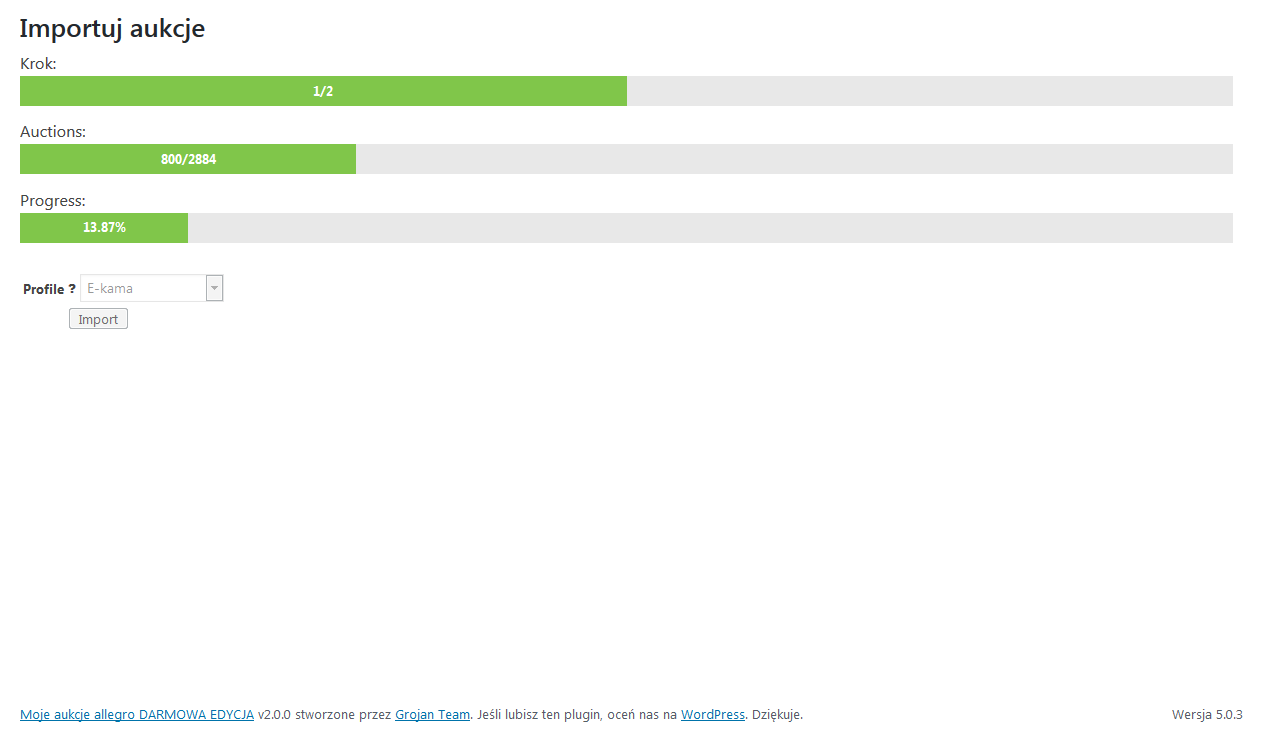 Importuj aukcje
Krok:
1/2
Auctions:
800/2884
Progress:
13.87%
Profile ? E-kama
Import
Moje aukcje allegro DARMOWA EDYCJA v2.0.0 stworzone przez Grojan Team. Jeśli lubisz ten plugin, oceń nas na WordPress. Dziękuje. Wersja 5.0.3